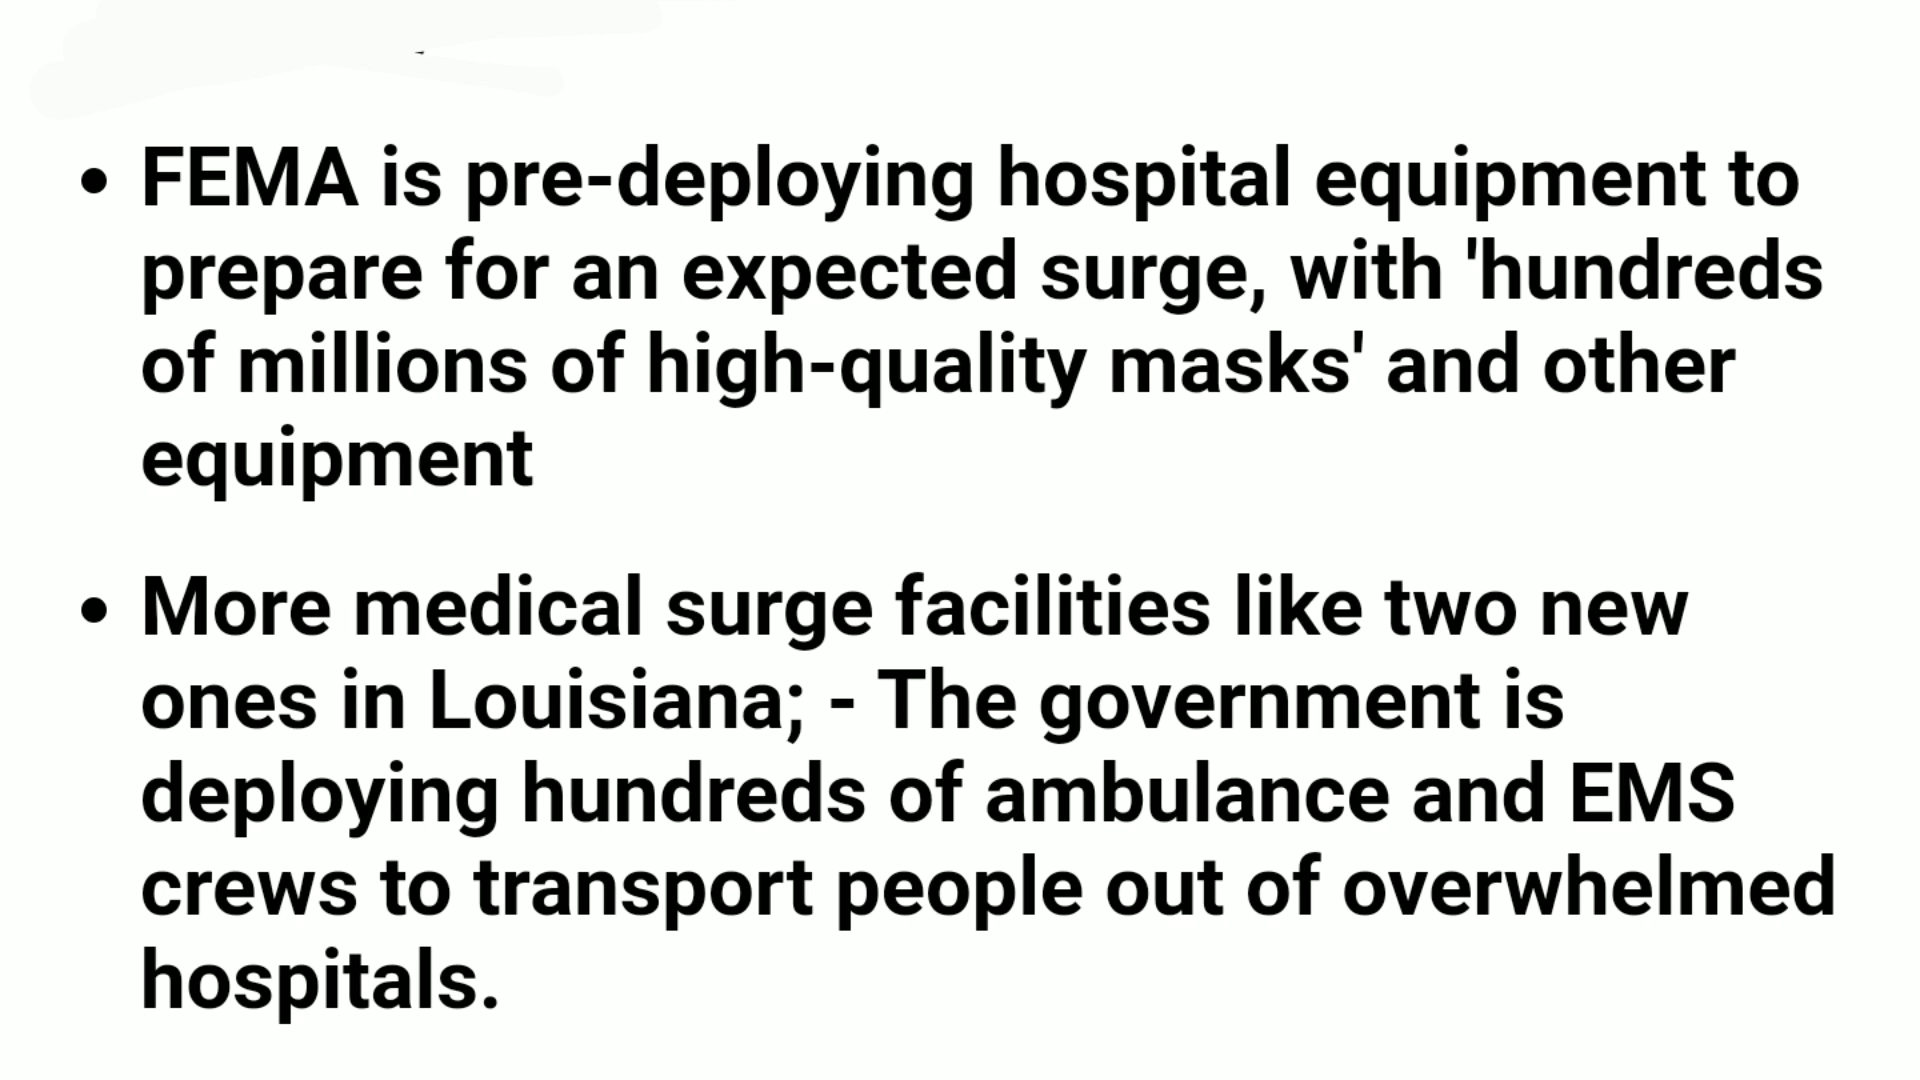 • FEMA is pre-deploying hospital equipment to
prepare for an expected surge, with 'hundreds
of millions of high-quality masks' and other
equipment
• More medical surge facilities like two new
ones in Louisiana; - The government is
deploying hundreds of ambulance and EMS
crews to transport people out of overwhelmed
hospitals.